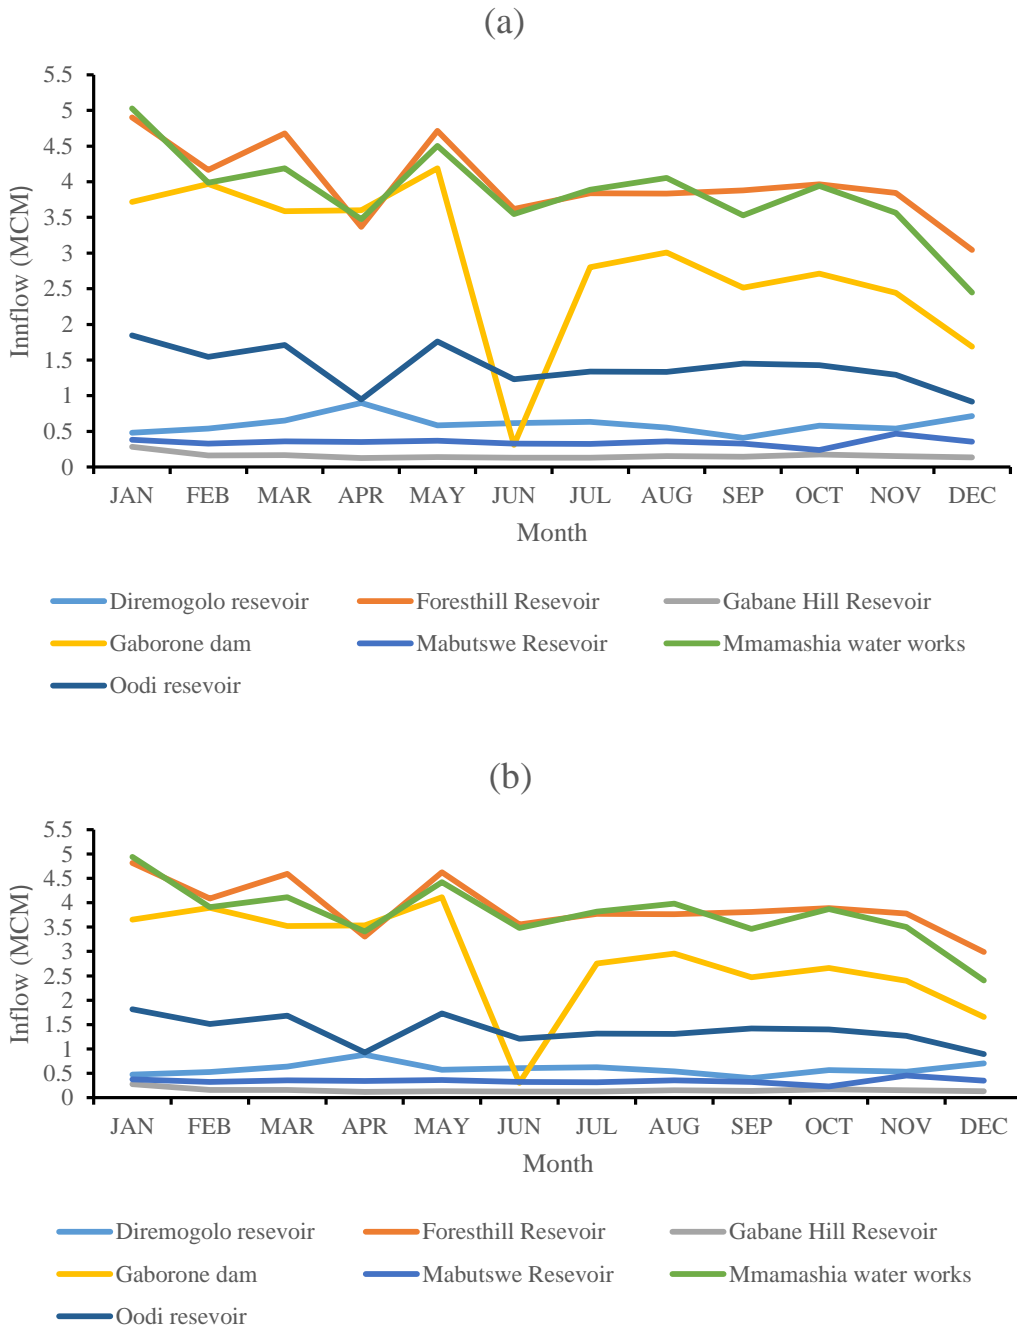 (a)
Innflow (MCM)
5.5
5
4.5
4
3.5
3
2.5
2
1.5
1
0.5
0
JAN FEB MAR APR MAY JUN JUL AUG SEP OCT NOV DEC
Month
Diremogolo resevoir Foresthill Resevoir Gabane Hill Resevoir
Gaborone dam Mabutswe Resevoir Mmamashia water works
Oodi resevoir
(b)
Inflow (MCM)
5.5
5
4.5
4
3.5
3
2.5
2
1.5
1
0.5
0
JAN FEB MAR APR MAY JUN JUL AUG SEP OCT NOV DEC
Month
Diremogolo resevoir Foresthill Resevoir Gabane Hill Resevoir
Gaborone dam Mabutswe Resevoir Mmamashia water works
Oodi resevoir